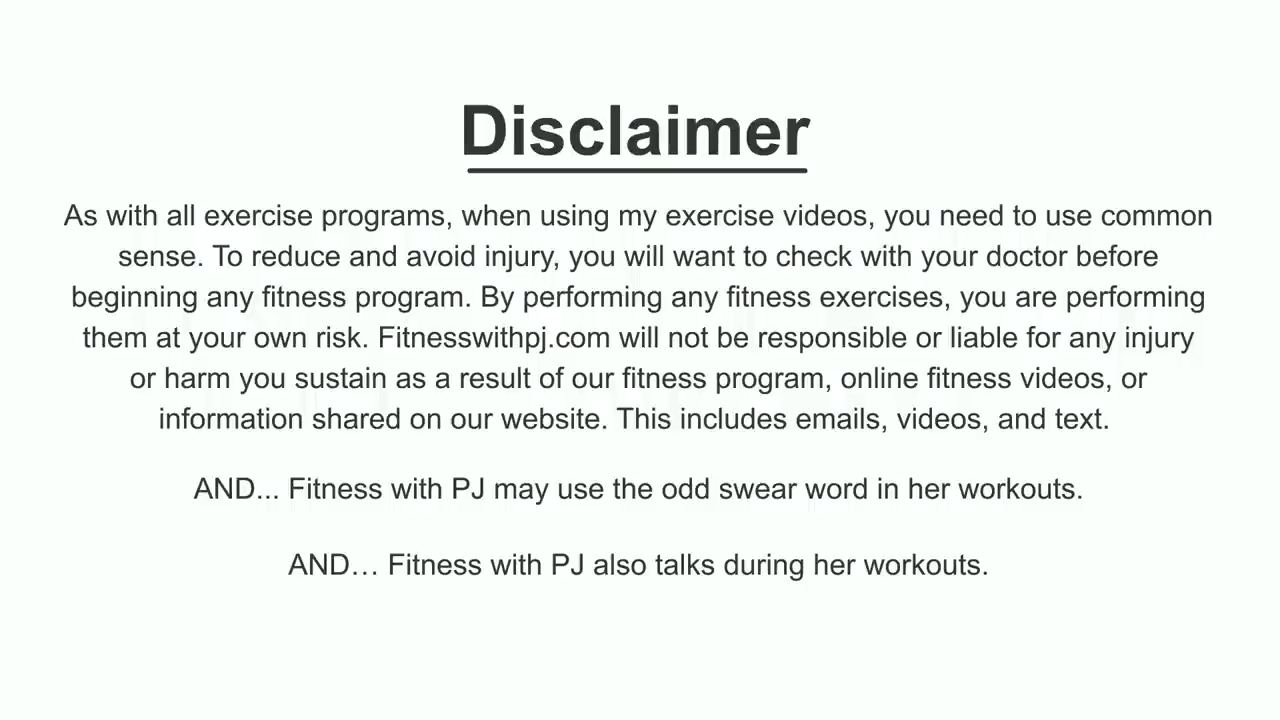 Disclaimer
As with all exercise programs, when using my exercise videos, you need to use common
sense. To reduce and avoid injury, you will want to check with your doctor before
beginning any fitness program. By performing any fitness exercises, you are performing
them at your own risk. Fitnesswithpj.com will not be responsible or liable for any injury
or harm you sustain as a result of our fitness program, online fitness videos, or
information shared on our website. This includes emails, videos, and text.
AND... Fitness with PJ may use the odd swear word in her workouts.
AND… Fitness with PJ also talks during her workouts.